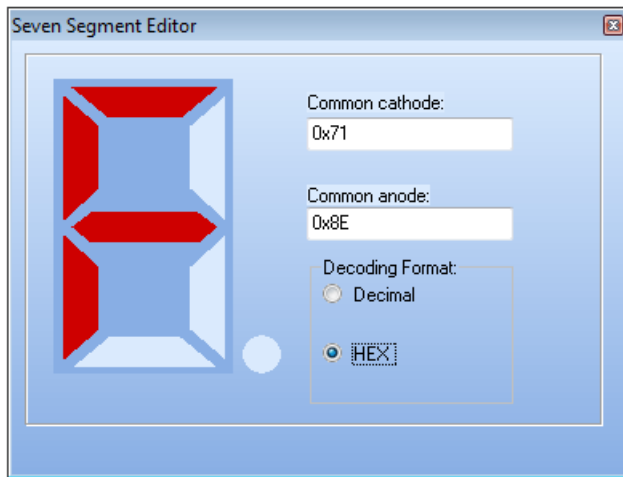 Seven Segment Editor
Common cathode:
0x71
Common anode:
0x8E
Decoding Format:
Decimal
HEX